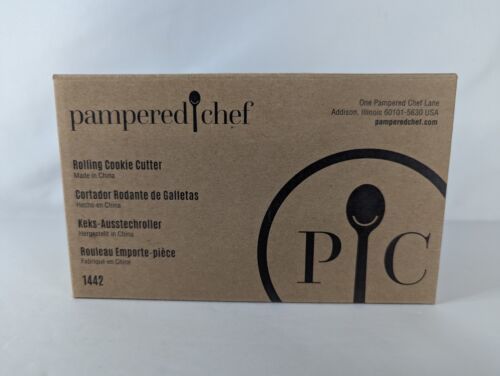 pampered chef
One Pampered Chef Lane
Addison, Illinois 60101-5630 USA
pamperedchef.com
Rolling Cookie Cutter
Made in China
Cortador Rodante de Galletas
Hecho en China
Keks-Ausstechroller
Hergestellt in China
Rouleau Emporte-pièce
Fabriqué en Chine
1442
P C